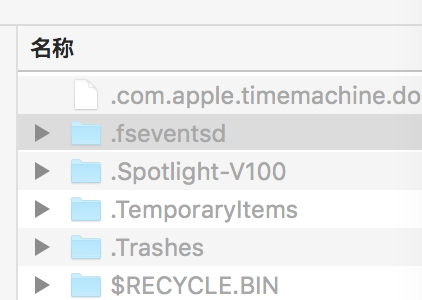 名称
.com.apple.timemachine.do
.fseventsd
.Spotlight-V100
.TemporaryItems
.Trashes
$RECYCLE.BIN